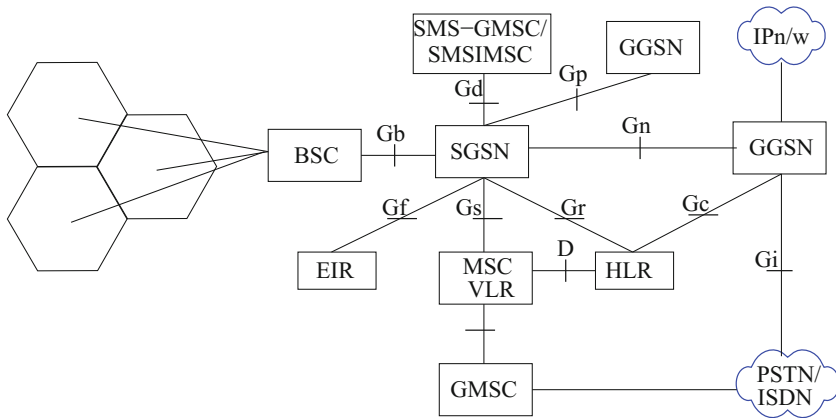 SMS−GMSC/
SMSIMSC
GGSN
IPn/w
Gd
Gp
Gb
Gn
BSC
SGSN
GGSN
Gf
Gs
Gr
Gc
D
Gi
EIR
MSC
VLR
HLR
GMSC
PSTN/
ISDN